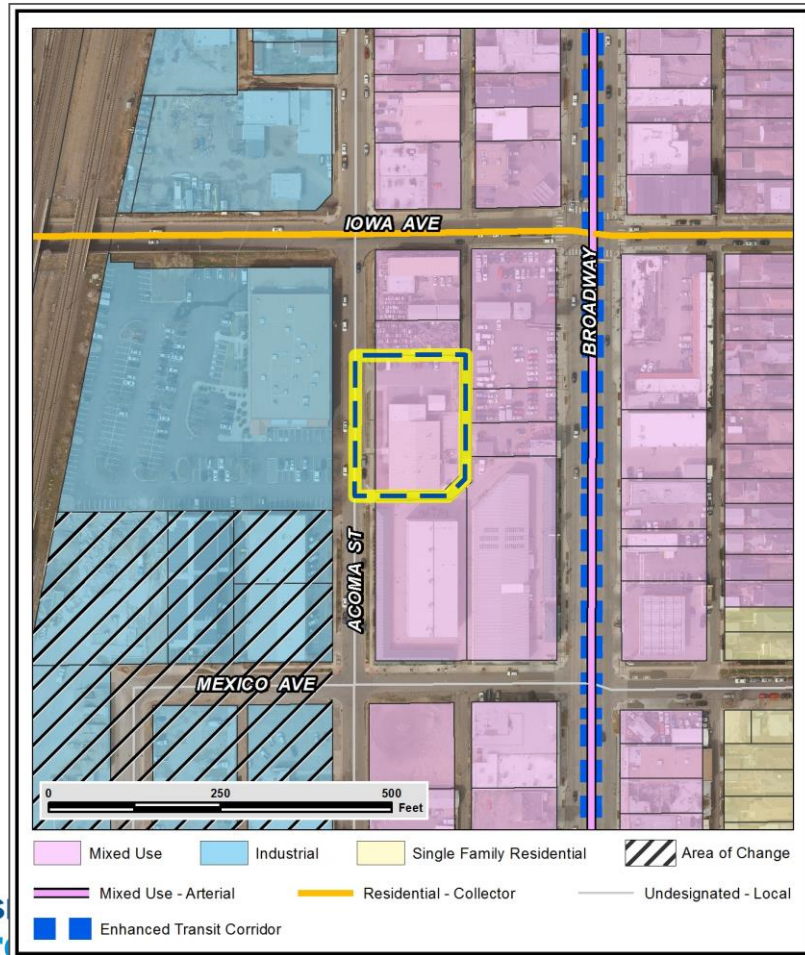 IOWA AVE
BROADWAY
ACOMA ST
MEXICO AVE
0 250 500
Feet
Mixed Use Industrial Single Family Residential Area of Change
Mixed Use - Arterial Residential - Collector Undesignated - Local
Enhanced Transit Corridor